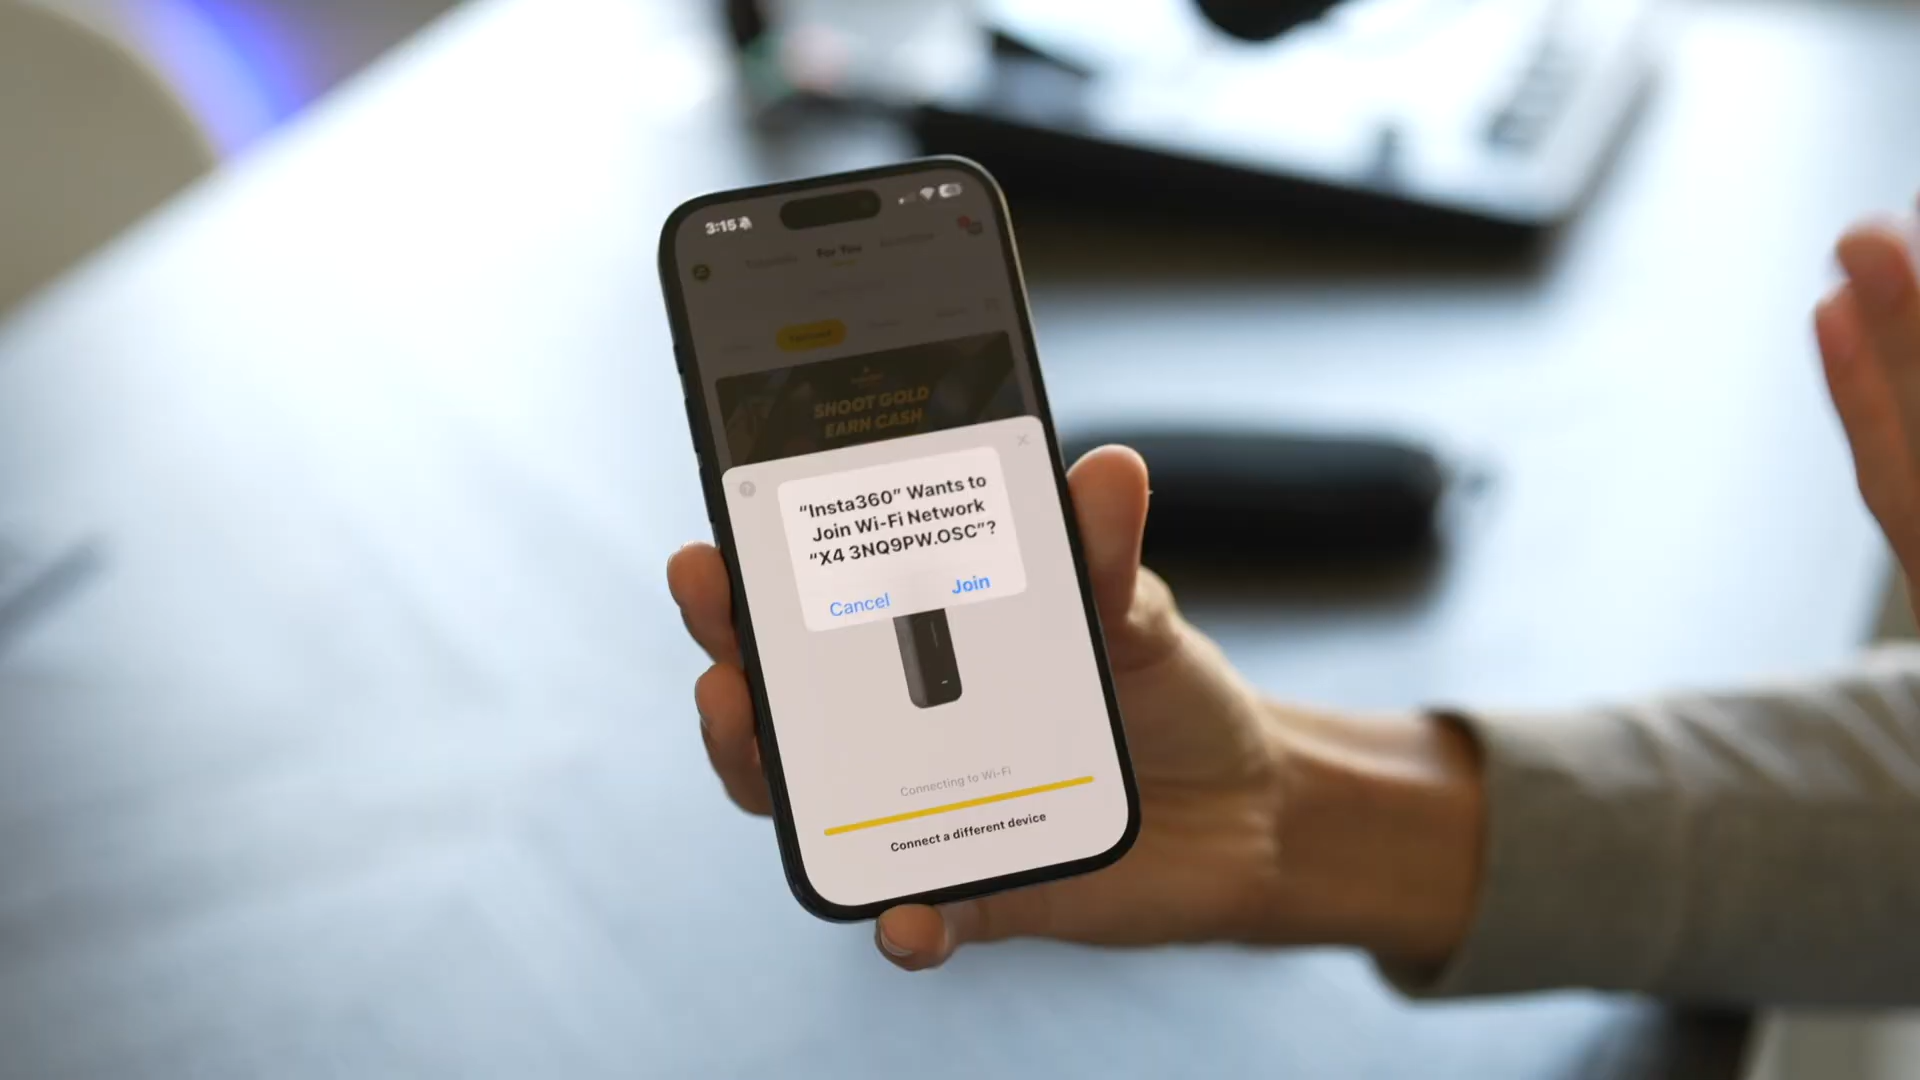 3:15
For You
SHOOT GOLD
EARN CASH
“Insta360” Wants to
Join Wi-Fi Network
“X4 3NQ9PW.OSC”?
Cancel
Join
Connecting to Wi-Fi
Connect a different device